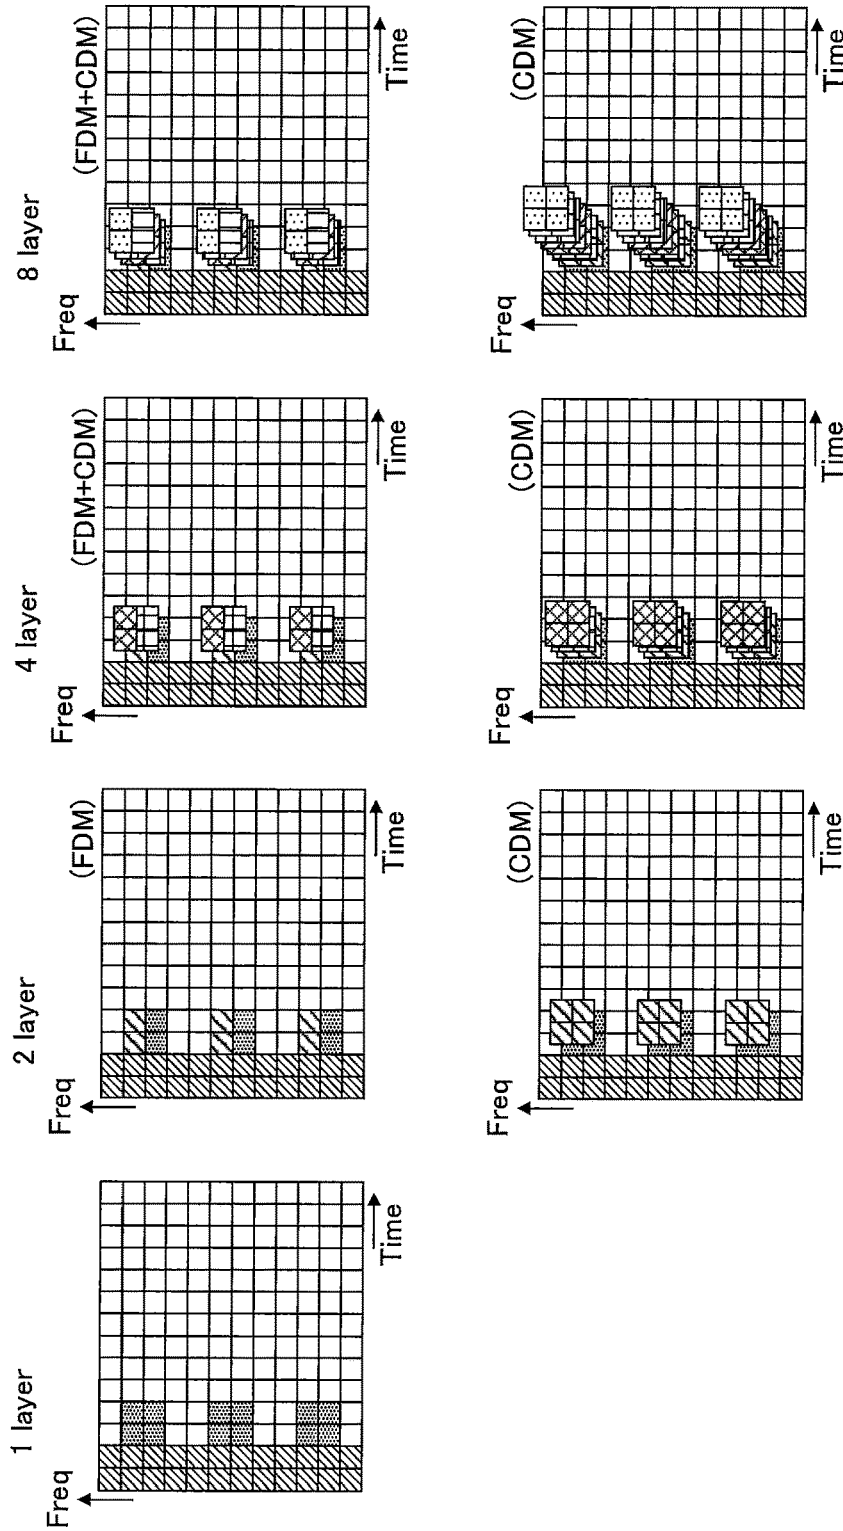 8 layer
(FDM+CDM)
Freq
Time
(CDM)
Freq
Time
4 layer
(FDM+CDM)
Freq
Time
(CDM)
Freq
Time
2 layer
(FDM)
Freq
Time
(CDM)
Freq
Time
1 layer
Freq
Time